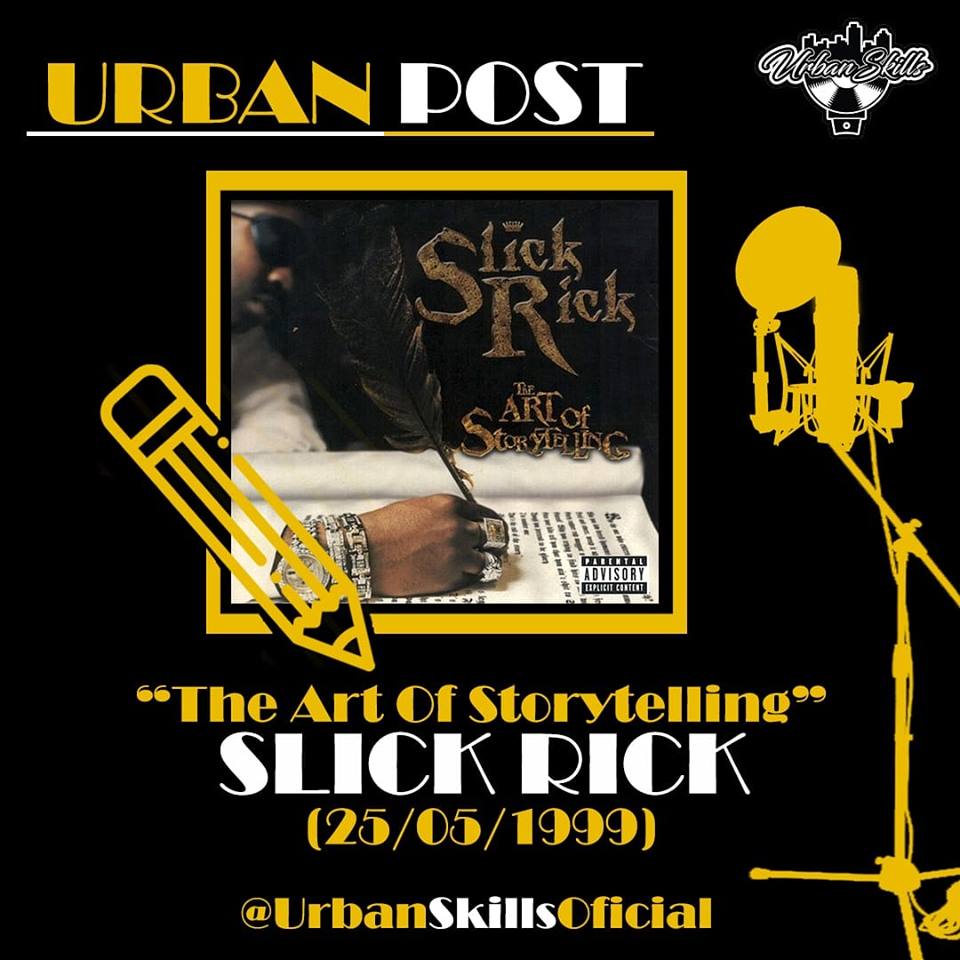 URBAN POST
Urban Skills
Slick
Rick
The
ART Of
STORYTELLING
PARENTAL
ADVISORY
EXPLICIT CONTENT
“The Art Of Storytelling”
SLICK RICK
(25/05/1999)
@UrbanSkillsOficial